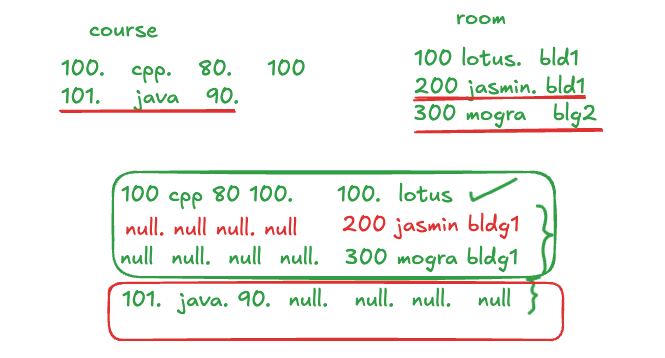 course
100. cpp. 80. 100
101. java 90.
room
100 lotus. bld1
200 jasmin. bld1
300 mogra blg2
100 cpp 80 100. 100. lotus
null. null null. null 200 jasmin bldg1
null null. null null. 300 mogra bldg1
101. java. 90. null. null. null. null